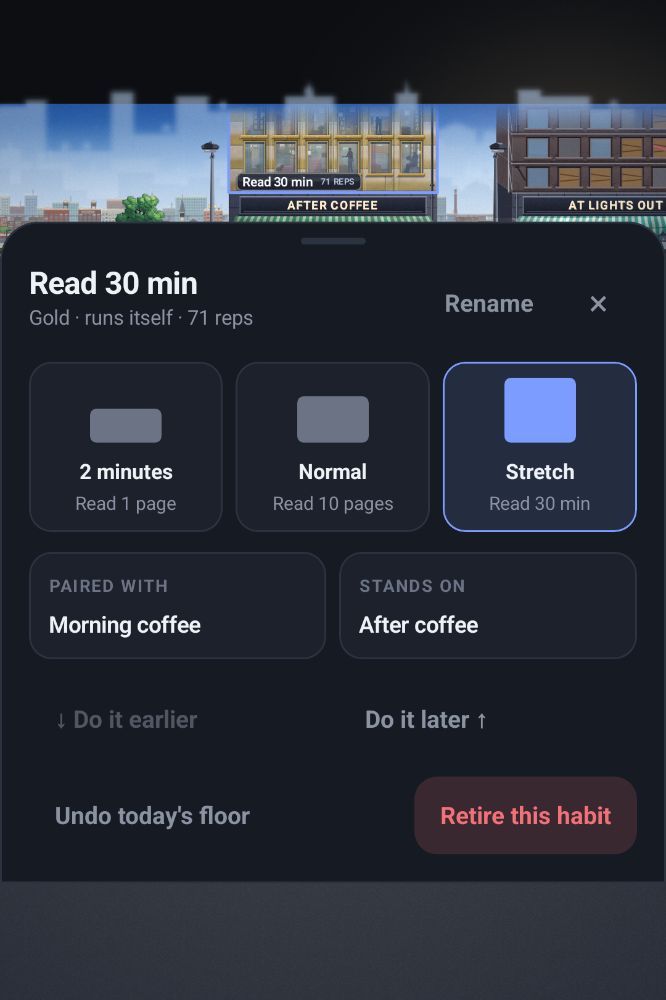 Read 30 min 71 REPS
AFTER COFFEE
AT LIGHTS OUT
Read 30 min
Gold · runs itself · 71 reps
Rename ×
2 minutes
Read 1 page
Normal
Read 10 pages
Stretch
Read 30 min
PAIRED WITH
Morning coffee
STANDS ON
After coffee
↓ Do it earlier
Do it later ↑
Undo today's floor
Retire this habit